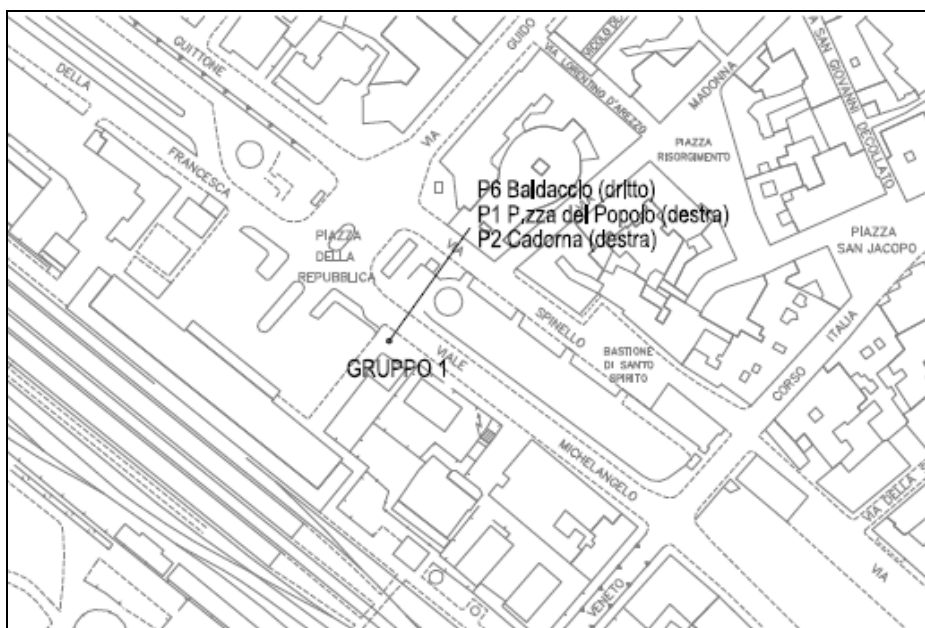 GUITTONE
DELLA
FRANCESCA
VIA
GUIDO
VIA LORENTINO D'AREZZO
MADONNA
PIAZZA
RISORGIMENTO
SAN GIOVANNI DECOLLATO
PIAZZA
SAN JACOPO
P6 Baldaccio (dritto)
P1 P.zza del Popolo (destra)
P2 Cadorna (destra)
PIAZZA
DELLA
REPUBBLICA
VIA
SPINELLO
GRUPPO 1
VIALE
MICHELANGELO
BASTIONE
DI SANTO
SPIRITO
CORSO
ITALIA
VENETO
VIA DELLA
VIA